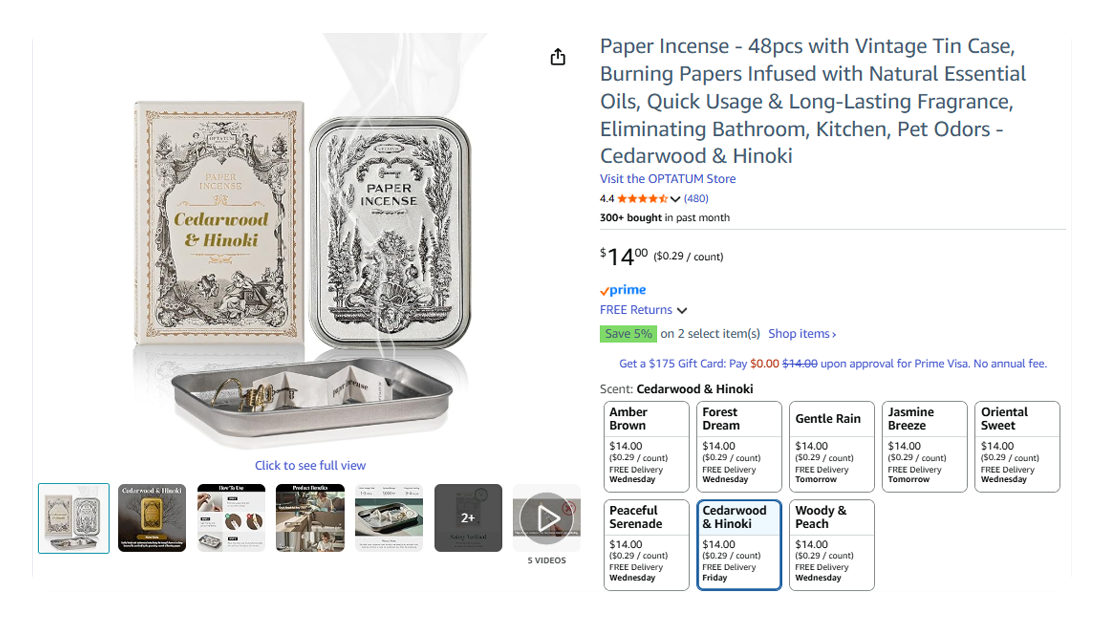 Paper Incense - 48pcs with Vintage Tin Case,
Burning Papers Infused with Natural Essential
Oils, Quick Usage & Long-Lasting Fragrance,
Eliminating Bathroom, Kitchen, Pet Odors -
Cedarwood & Hinoki
Visit the OPTATUM Store
4.4 (480)
300+ bought in past month
$14.00 ($0.29 / count)
prime
FREE Returns
Save 5% on 2 select item(s) Shop items ›
Get a $175 Gift Card: Pay $0.00 $14.00 upon approval for Prime Visa. No annual fee.
Scent: Cedarwood & Hinoki
Amber
Brown
$14.00
($0.29 / count)
FREE Delivery
Wednesday
Forest
Dream
$14.00
($0.29 / count)
FREE Delivery
Wednesday
Gentle Rain
$14.00
($0.29 / count)
FREE Delivery
Tomorrow
Jasmine
Breeze
$14.00
($0.29 / count)
FREE Delivery
Tomorrow
Oriental
Sweet
$14.00
($0.29 / count)
FREE Delivery
Wednesday
Peaceful
Serenade
$14.00
($0.29 / count)
FREE Delivery
Wednesday
Cedarwood
& Hinoki
$14.00
($0.29 / count)
FREE Delivery
Friday
Woody &
Peach
$14.00
($0.29 / count)
FREE Delivery
Wednesday
OPTATUM
PAPER
INCENSE
Cedarwood
& Hinoki
PAPER
INCENSE
Click to see full view
Cedarwood & Hinoki
How To Use
Product Benefits
2+
5 VIDEOS